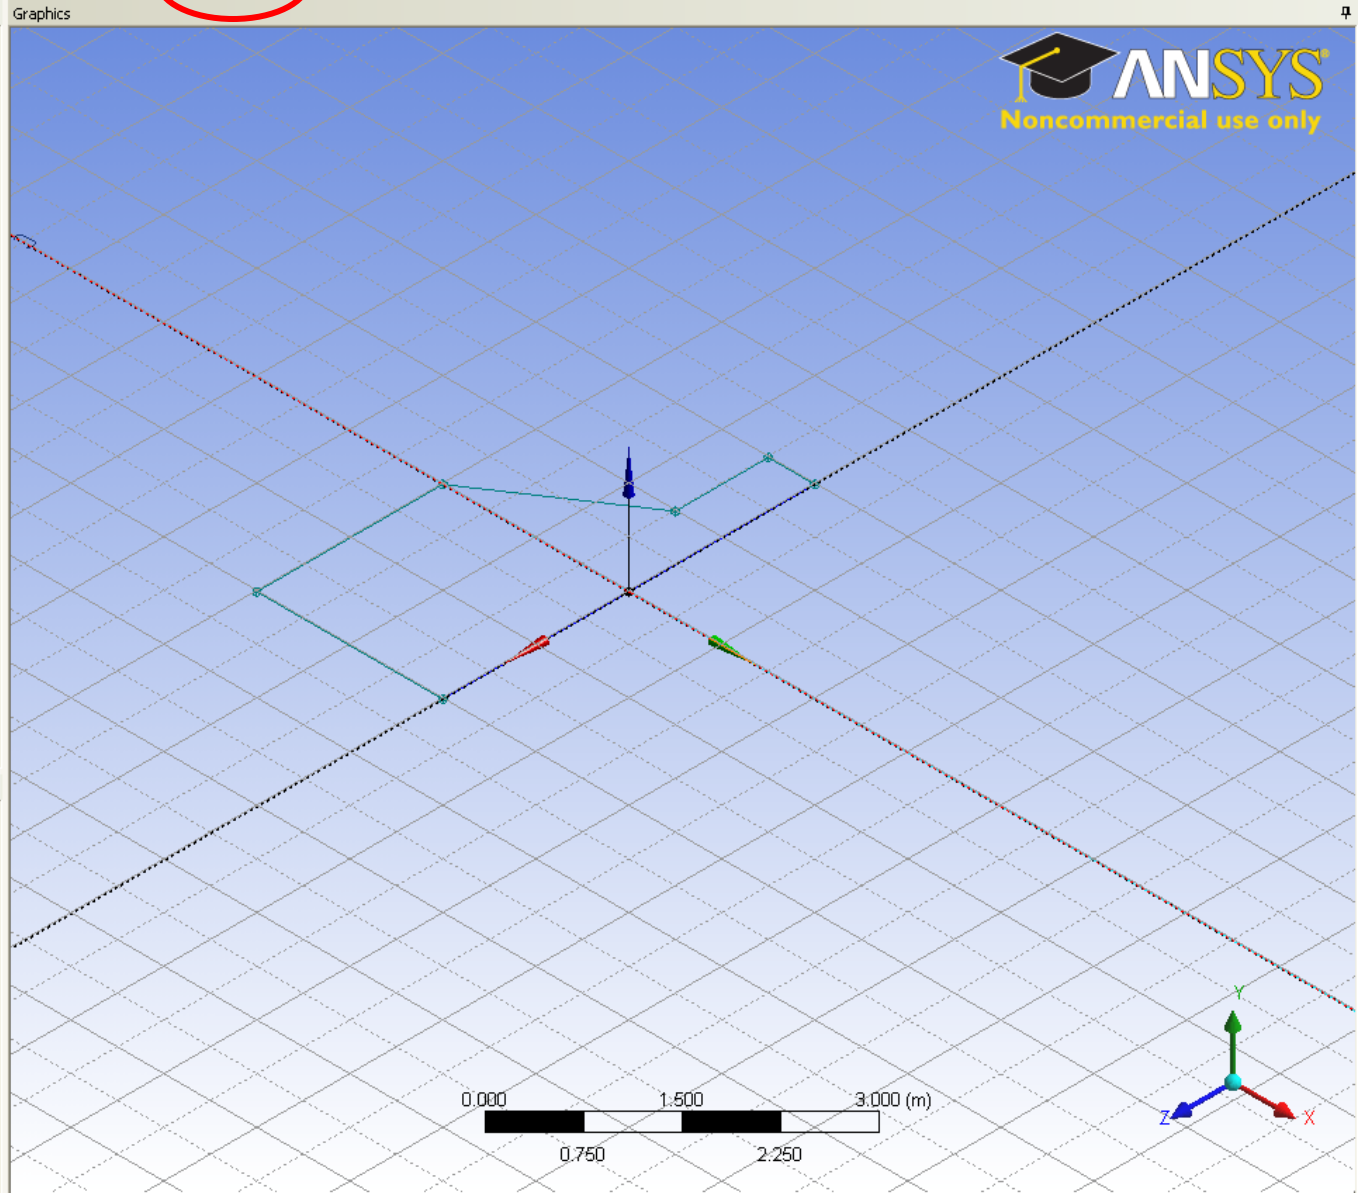 Graphics
ANSYS®
Noncommercial use only
Y
0.000 1.500 3.000 (m)
Z X
0.750 2.250